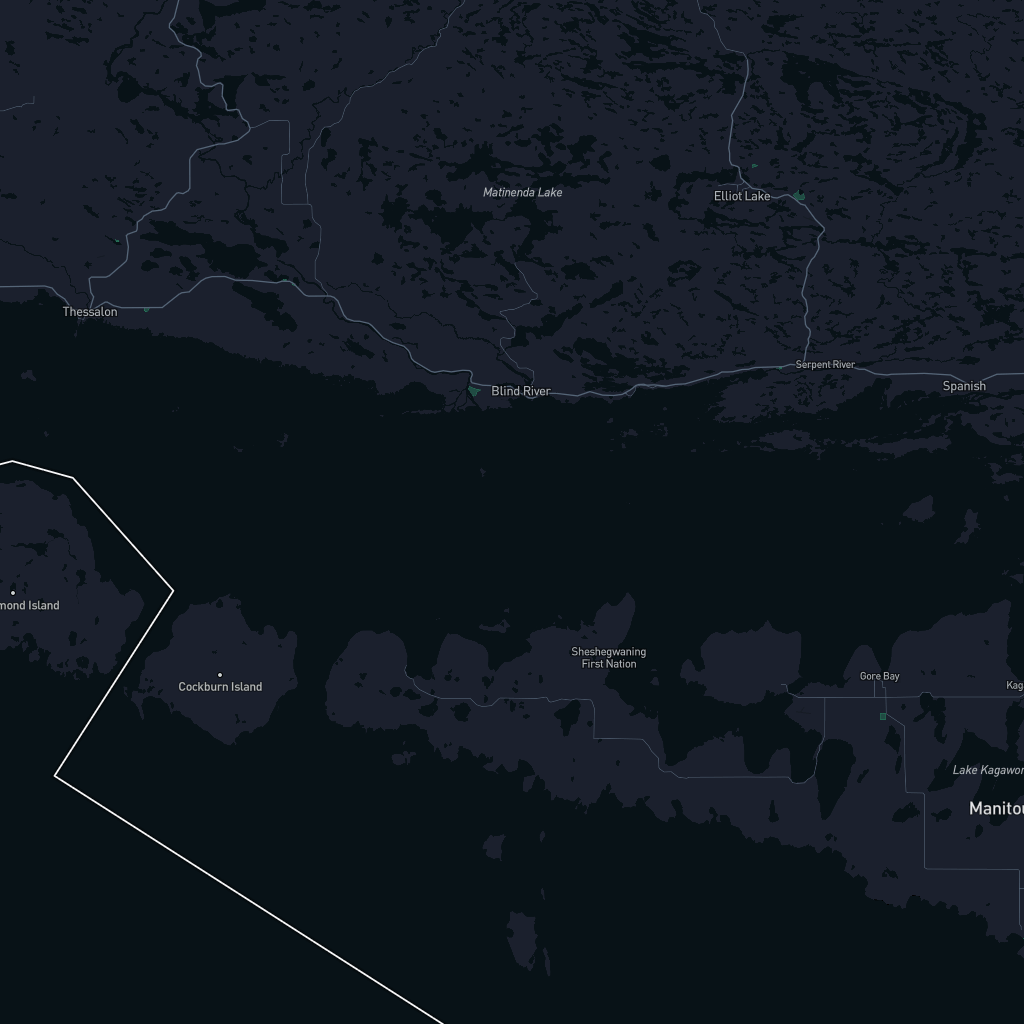 Matinenda Lake
Elliot Lake
Thessalon
Serpent River
Spanish
Blind River
mond Island
Sheshegwaning
First Nation
Gore Bay
Kag
Cockburn Island
Lake Kagawon
Manitou